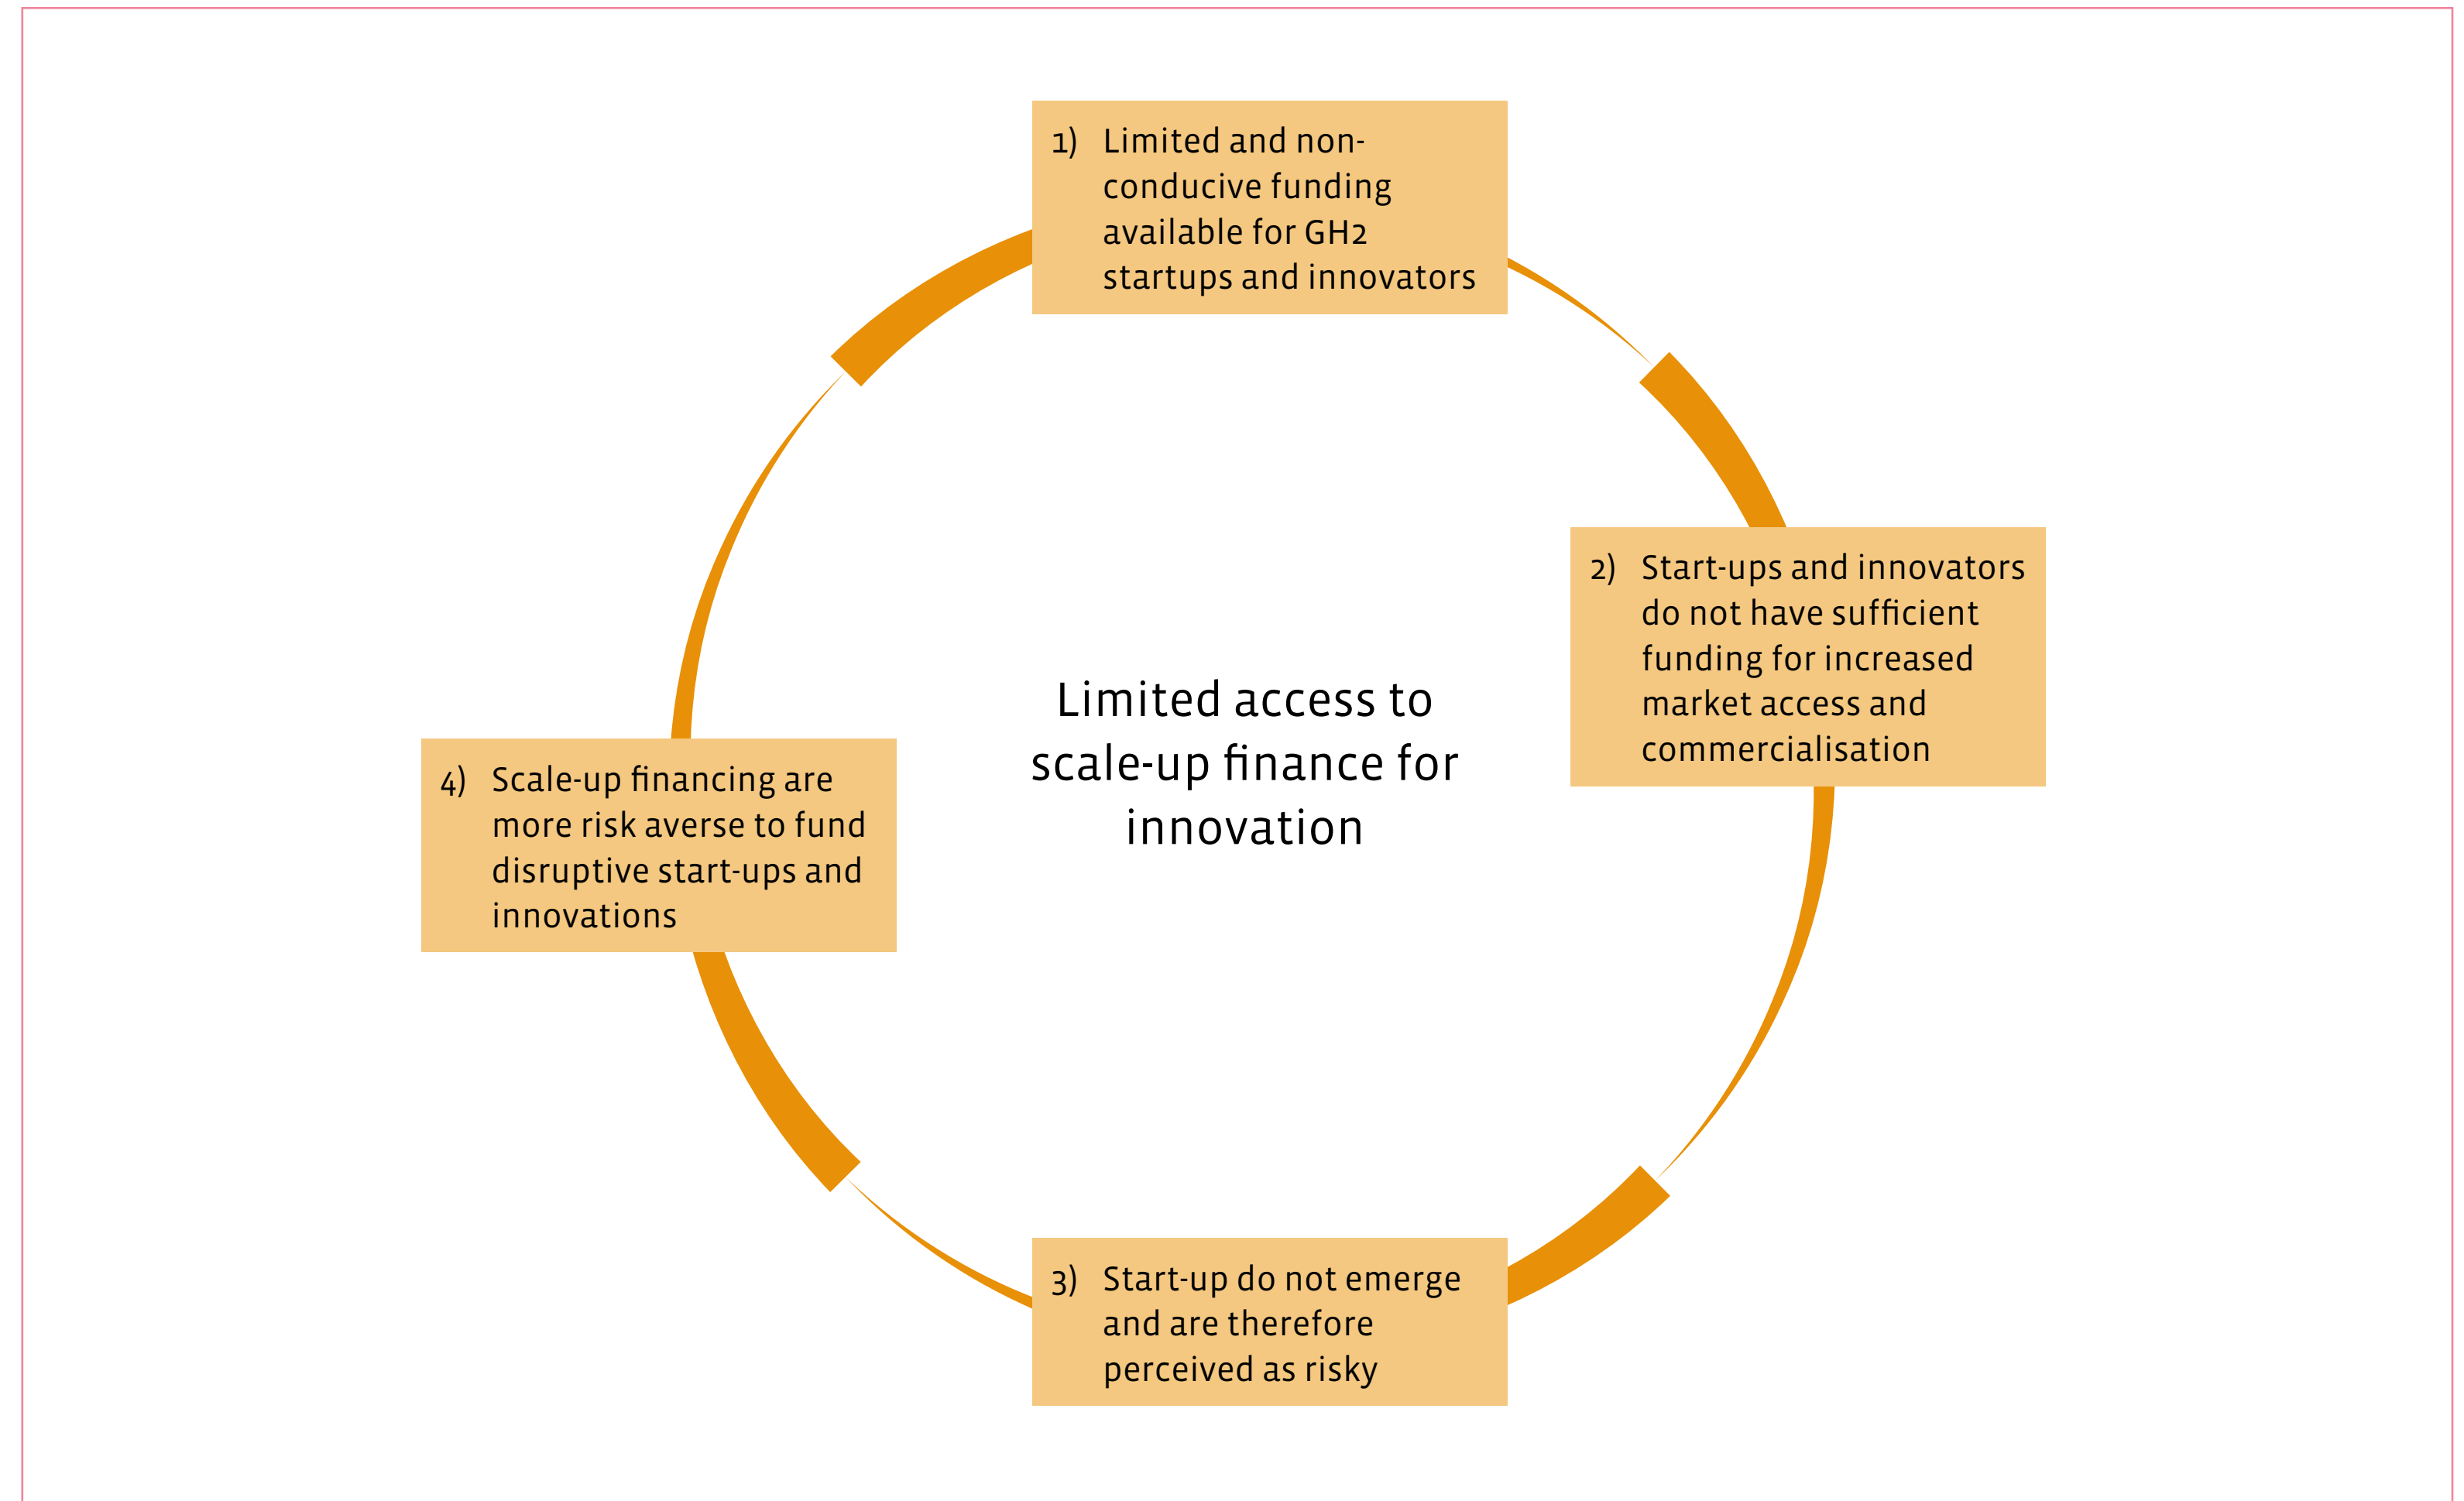 1) Limited and non-
conducive funding
available for GH2
startups and innovators
2) Start-ups and innovators
do not have sufficient
funding for increased
market access and
commercialisation
Limited access to
scale-up finance for
innovation
4) Scale-up financing are
more risk averse to fund
disruptive start-ups and
innovations
3) Start-up do not emerge
and are therefore
perceived as risky